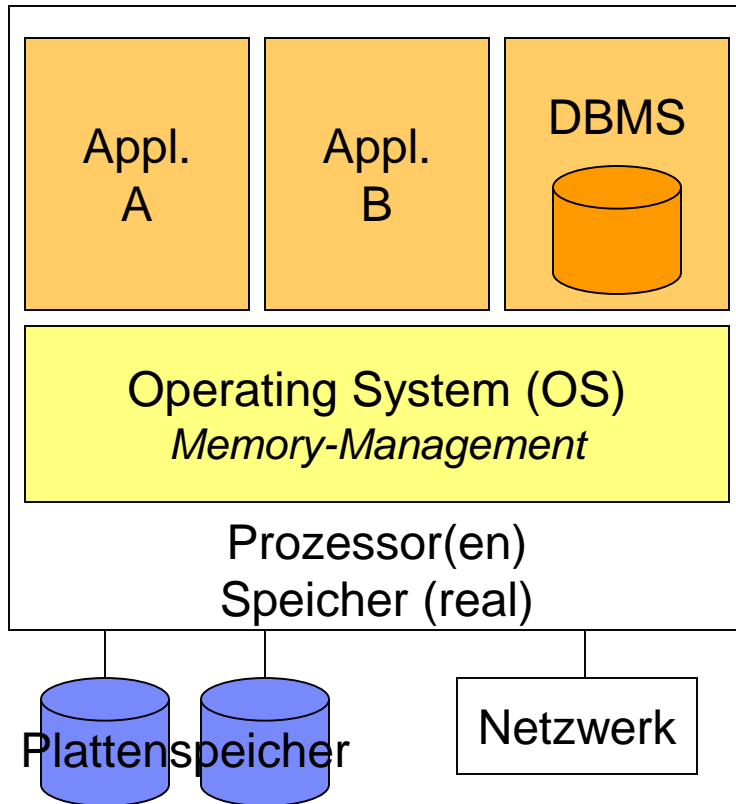 Appl.
A
Appl.
B
DBMS
Operating System (OS)
Memory-Management
Prozessor(en)
Speicher (real)
Plattenspeicher
Netzwerk